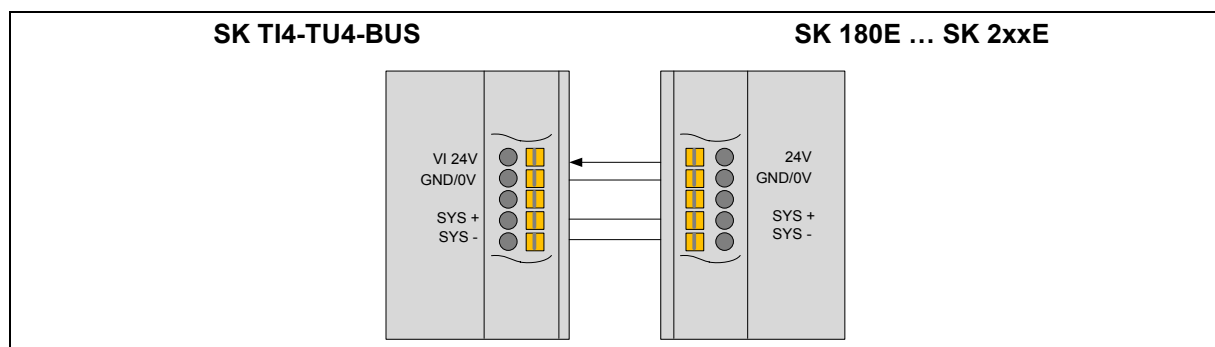 SK TI4-TU4-BUS
SK 180E … SK 2xxE
VI 24V
GND/0V
SYS +
SYS -
24V
GND/0V
SYS +
SYS -